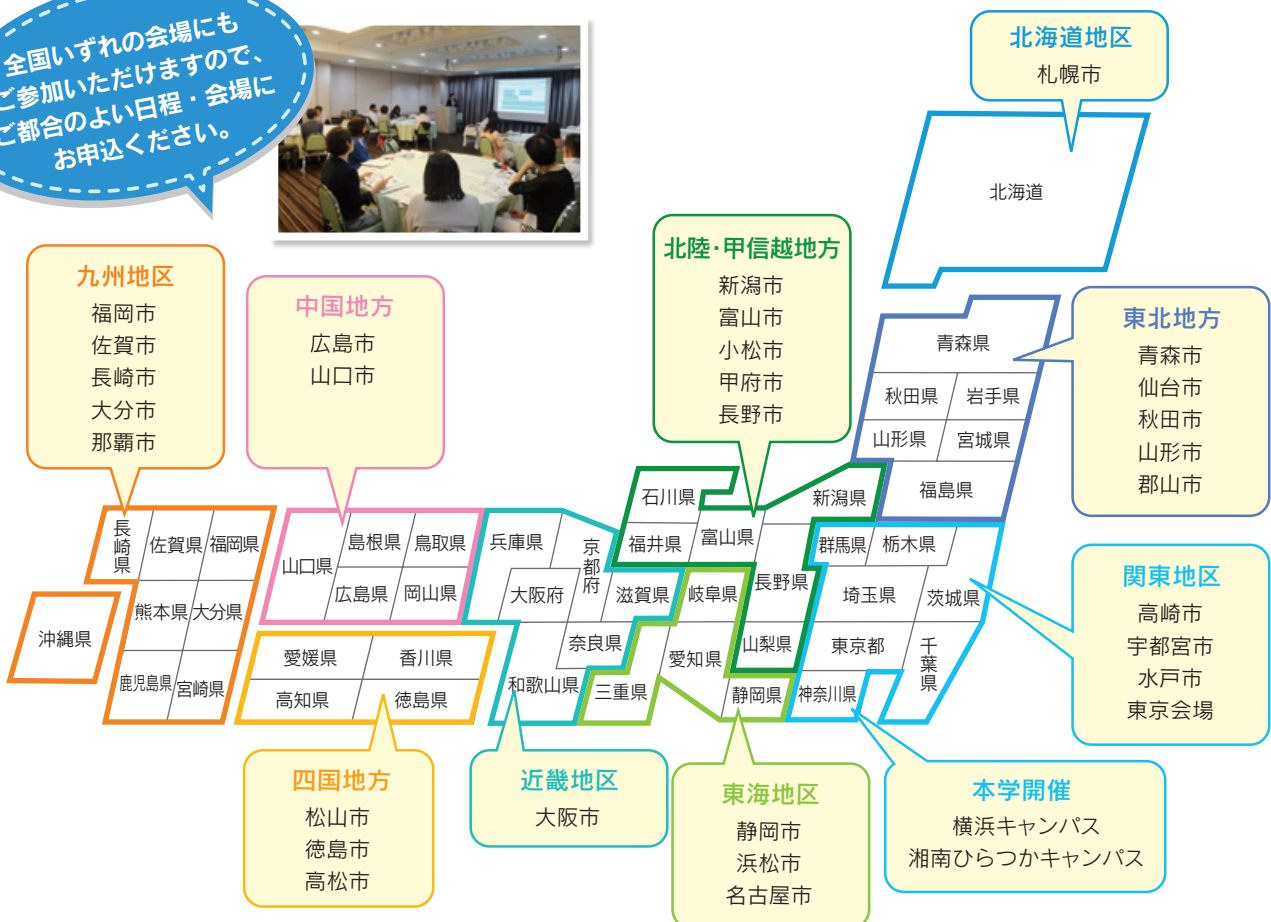 全国いずれの会場にも
ご参加いただけますので、
ご都合のよい日程・会場に
お申込ください。
北海道地区
札幌市
北海道
九州地区
福岡市
佐賀市
長崎市
大分市
那覇市
中国地方
広島市
山口市
北陸・甲信越地方
新潟市
富山市
小松市
甲府市
長野市
東北地方
青森市
仙台市
秋田市
山形市
郡山市
青森県
秋田県
岩手県
山形県
宮城県
福島県
長崎県
佐賀県
福岡県
熊本県
大分県
鹿児島県
宮崎県
沖縄県
山口県
島根県
鳥取県
広島県
岡山県
愛媛県
香川県
高知県
徳島県
兵庫県
京都府
大阪府
滋賀県
奈良県
和歌山県
石川県
福井県
富山県
新潟県
長野県
山梨県
岐阜県
愛知県
三重県
静岡県
群馬県
栃木県
埼玉県
茨城県
東京都
千葉県
神奈川県
関東地区
高崎市
宇都宮市
水戸市
東京会場
四国地方
松山市
徳島市
高松市
近畿地区
大阪市
東海地区
静岡市
浜松市
名古屋市
本学開催
横浜キャンパス
湘南ひらつかキャンパス